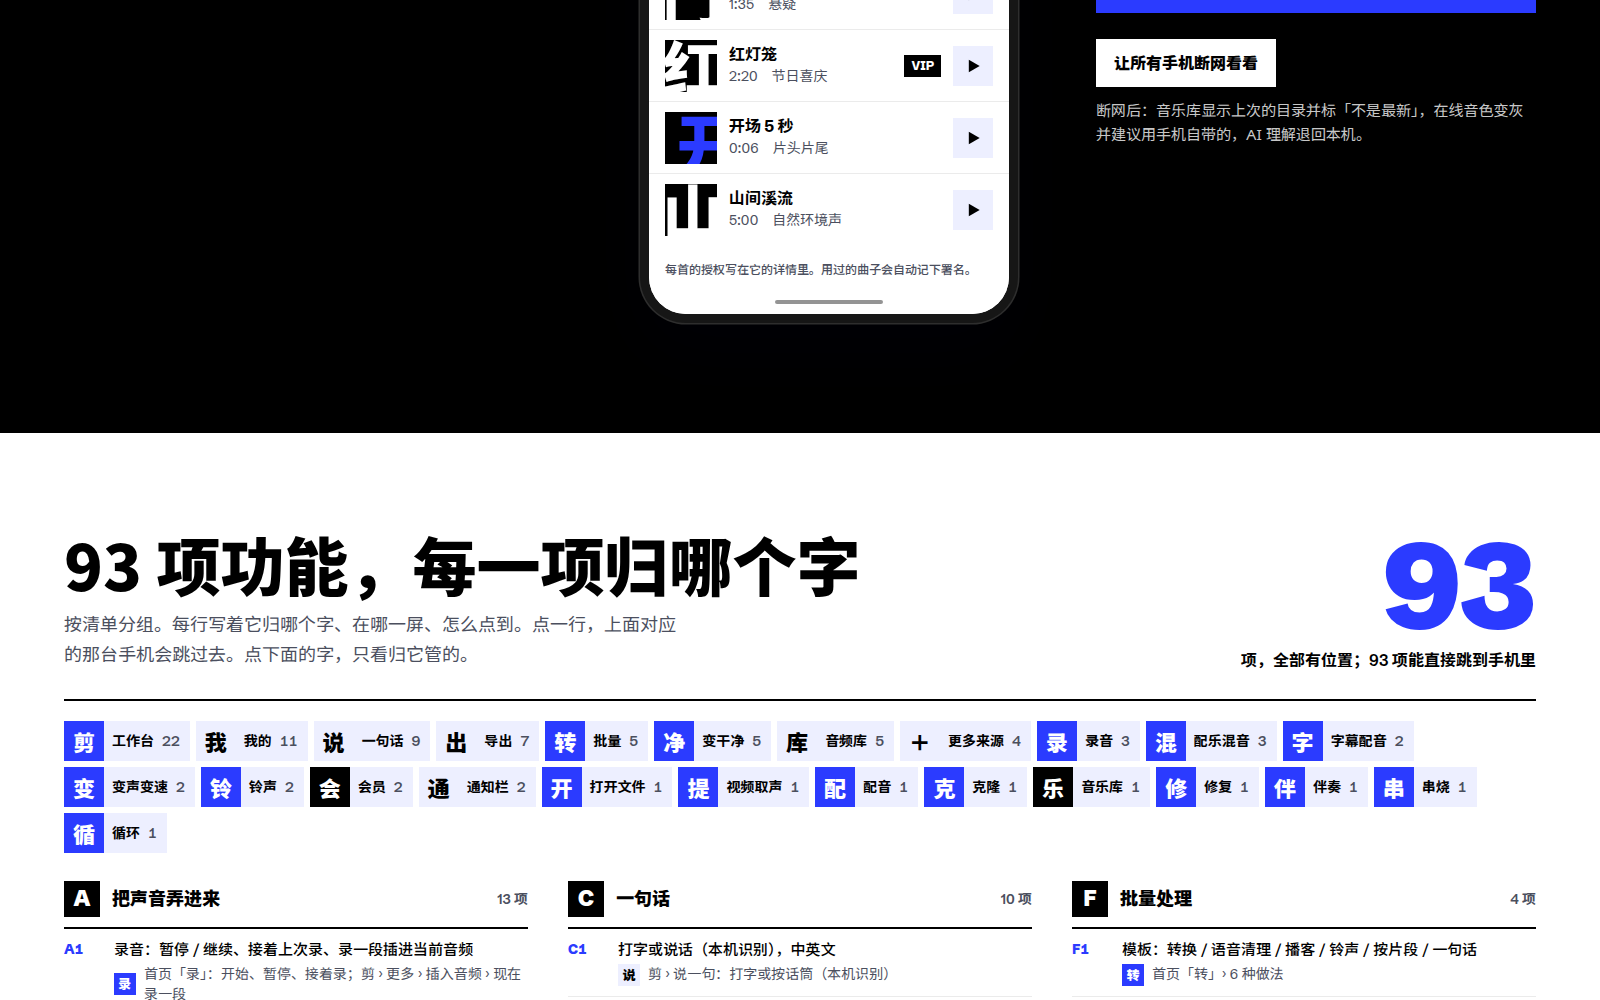 1:35 悬疑
红
红灯笼
2:20 节日喜庆
VIP
开场 5 秒
0:06 片头片尾
山间溪流
5:00 自然环境声
每首的授权写在它的详情里。用过的曲子会自动记下署名。
让所有手机断网看看
断网后：音乐库显示上次的目录并标「不是最新」，在线音色变灰
并建议用手机自带的，AI 理解退回本机。
93 项功能，每一项归哪个字
按清单分组。每行写着它归哪个字、在哪一屏、怎么点到。点一行，上面对应
的那台手机会跳过去。点下面的字，只看归它管的。
93
项，全部有位置；93 项能直接跳到手机里
剪 工作台 22 我 我的 11 说 一句话 9 出 导出 7 转 批量 5 净 变干净 5 库 音频库 5 + 更多来源 4 录 录音 3 混 配乐混音 3 字 字幕配音 2
变 变声变速 2 铃 铃声 2 会 会员 2 通 通知栏 2 开 打开文件 1 提 视频取声 1 配 配音 1 克 克隆 1 乐 音乐库 1 修 修复 1 伴 伴奏 1 串 串烧 1
循 循环 1
A 把声音弄进来 13 项
A1 录音：暂停 / 继续、接着上次录、录一段插进当前音频
录 首页「录」：开始、暂停、接着录；剪 › 更多 › 插入音频 › 现在
录一段
C 一句话 10 项
C1 打字或说话（本机识别），中英文
说 剪 › 说一句：打字或按话筒（本机识别）
F 批量处理 4 项
F1 模板：转换 / 语音清理 / 播客 / 铃声 / 按片段 / 一句话
转 首页「转」› 6 种做法